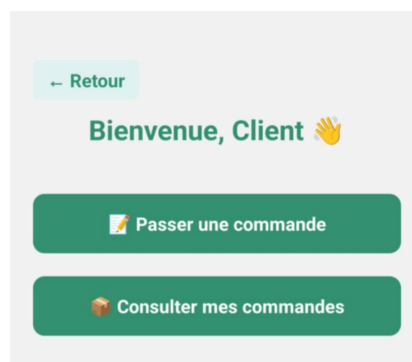 ← Retour
Bienvenue, Client 👋
📝 Passer une commande
📦 Consulter mes commandes